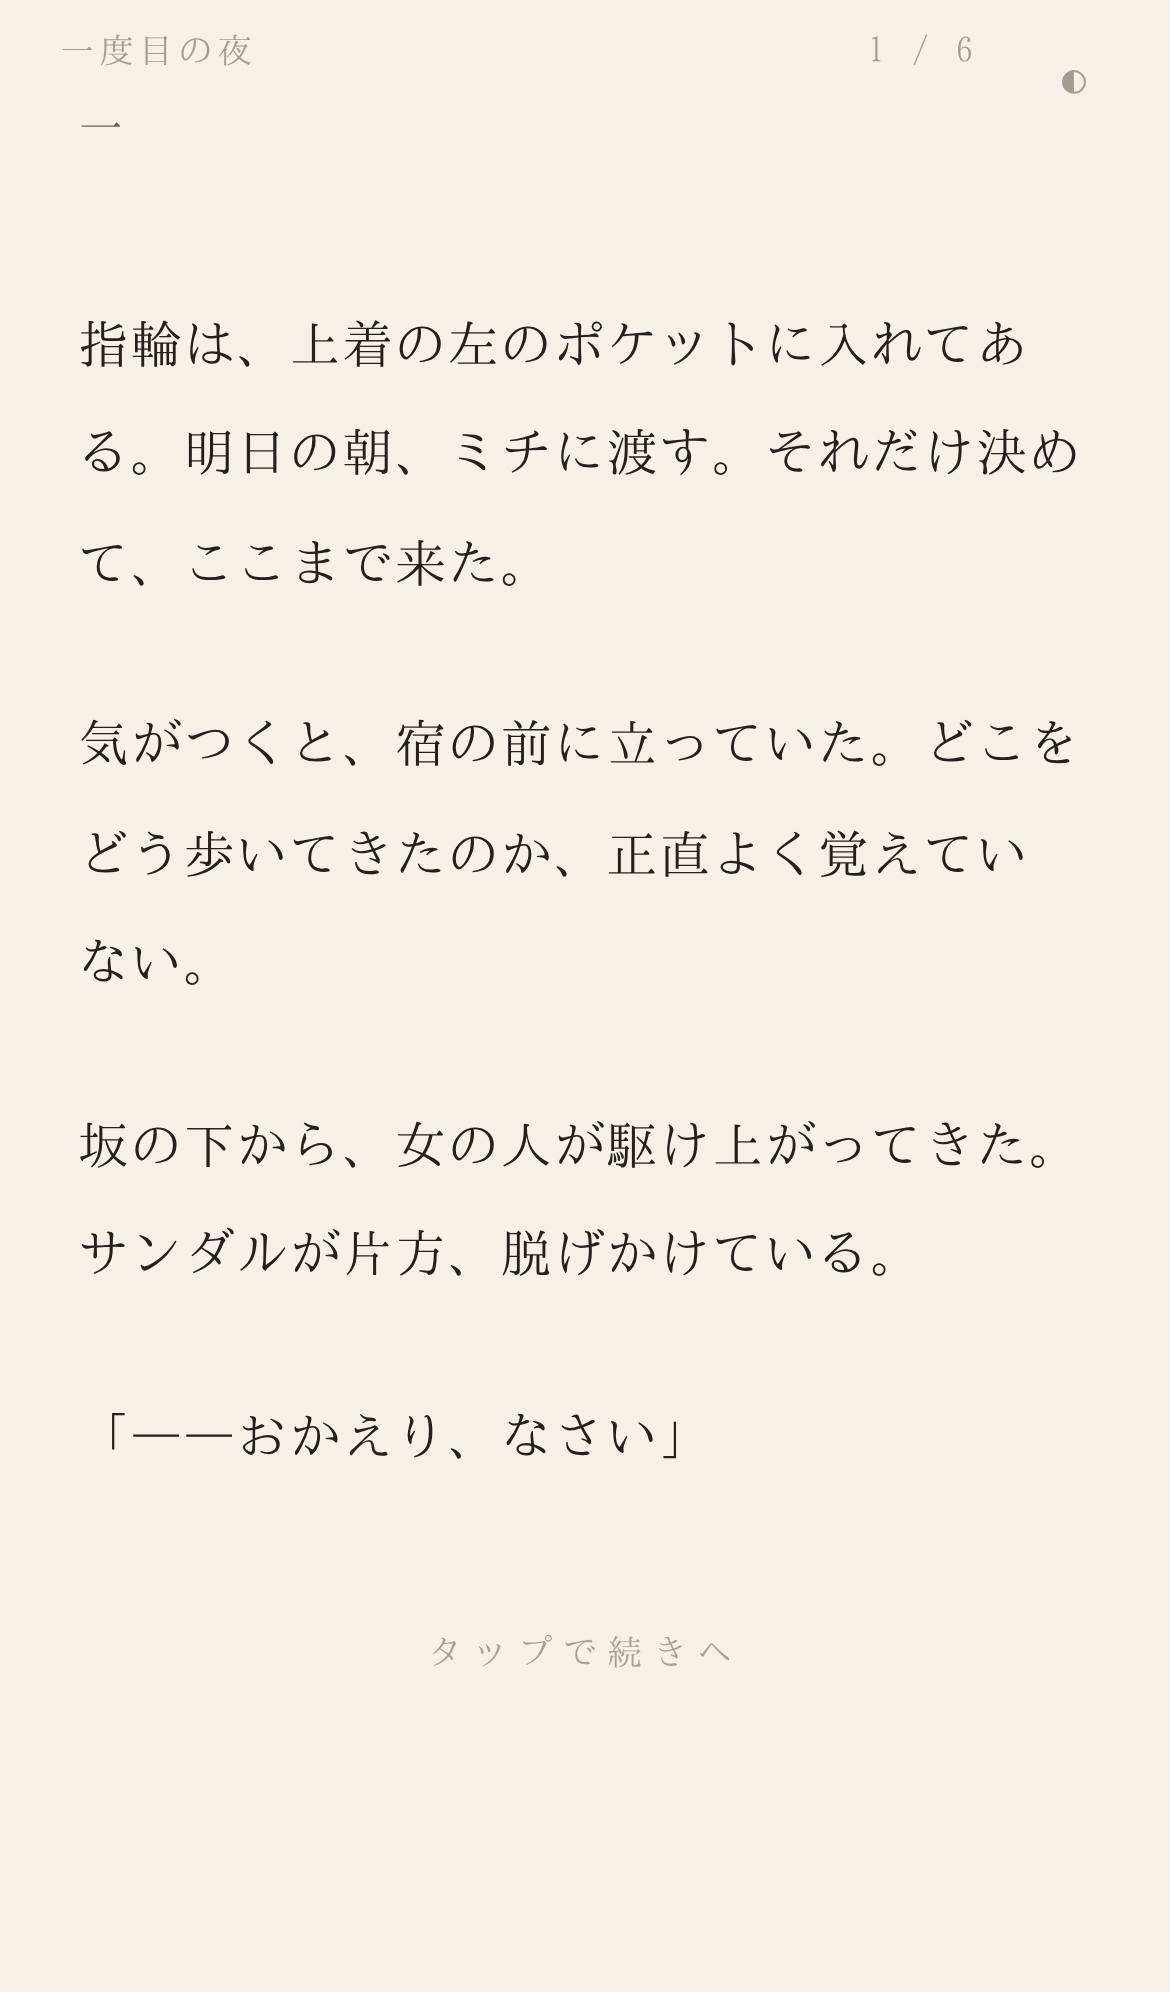 一度目の夜
1 / 6
一
指輪は、上着の左のポケットに入れてあ
る。明日の朝、ミチに渡す。それだけ決め
て、ここまで来た。
気がつくと、宿の前に立っていた。どこを
どう歩いてきたのか、正直よく覚えてい
ない。
坂の下から、女の人が駆け上がってきた。
サンダルが片方、脱げかけている。
「――おかえり、なさい」
タップで続きへ